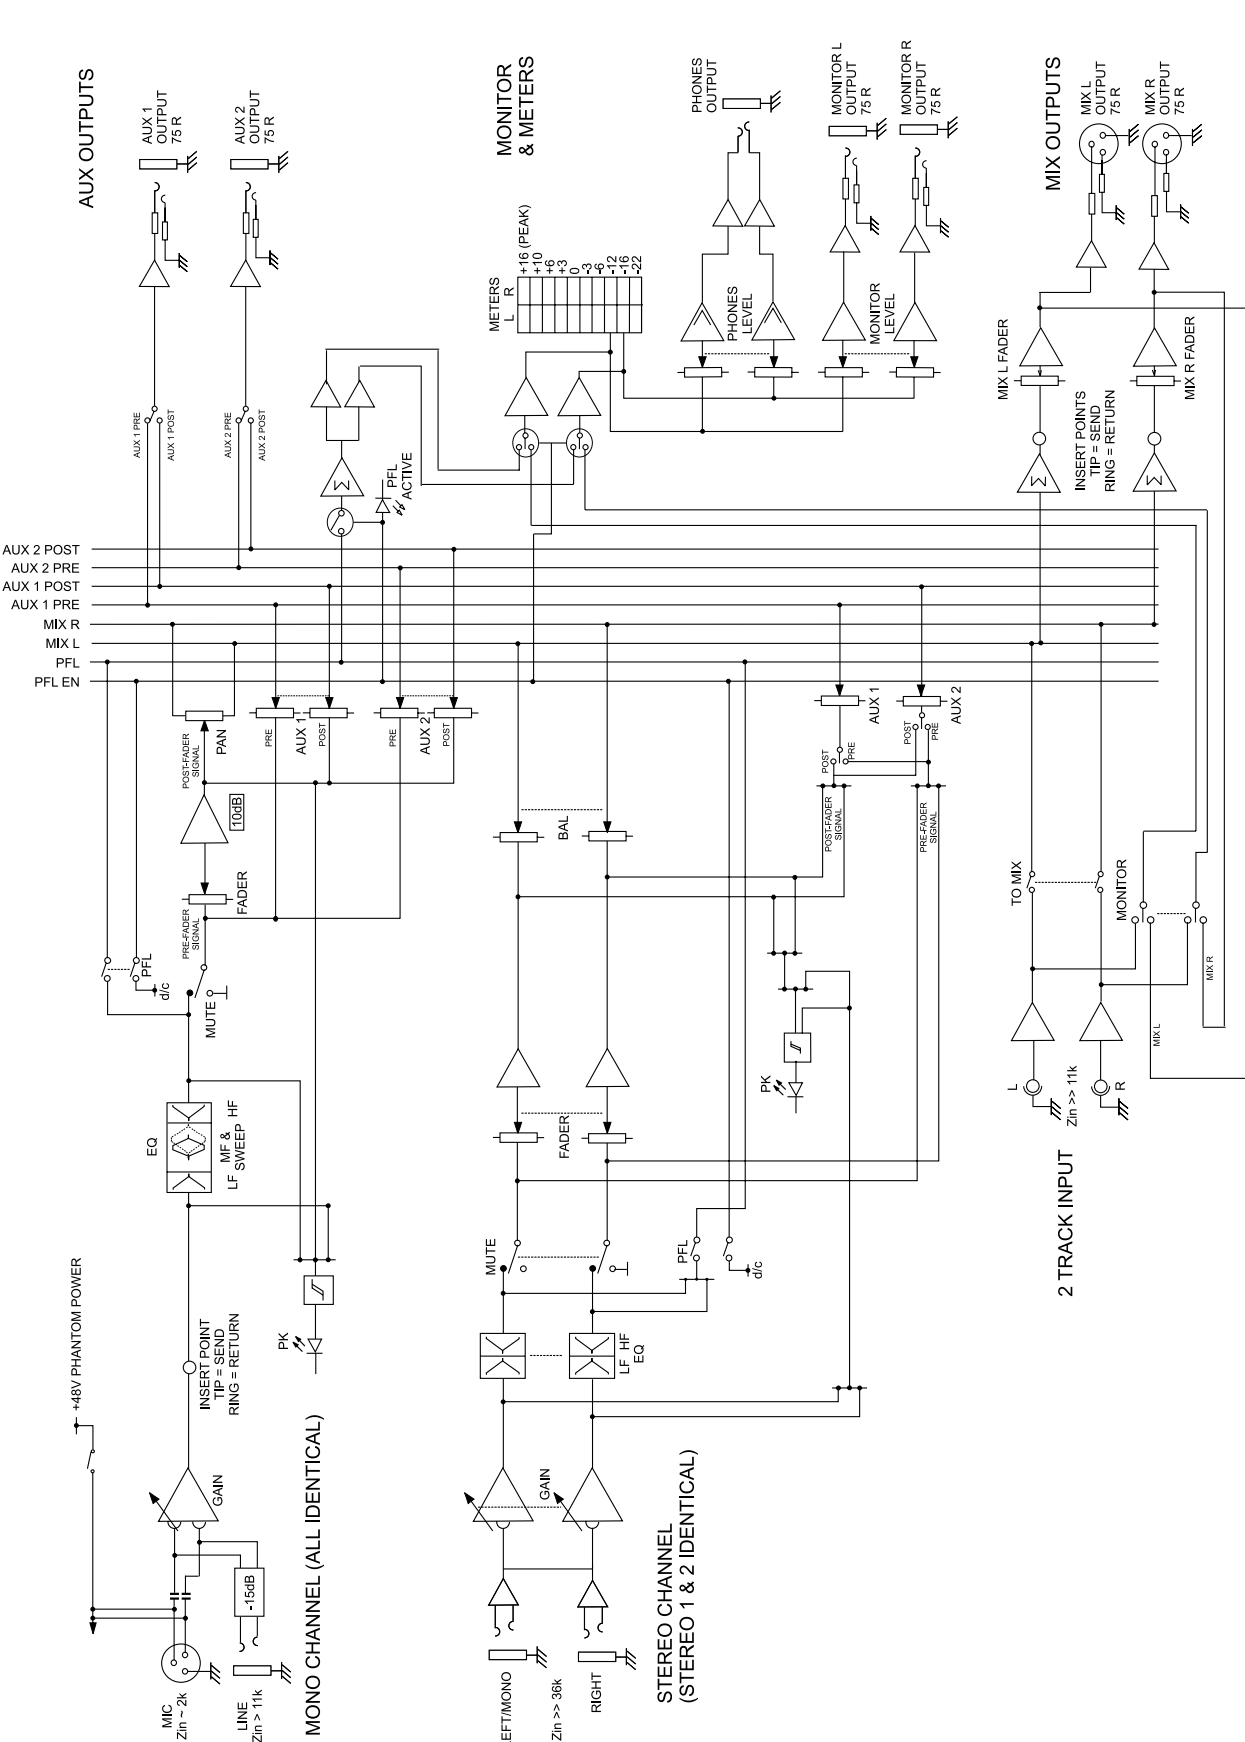 AUX OUTPUTS
AUX 1
OUTPUT
75 R
AUX 2
OUTPUT
75 R
AUX 1 PRE
AUX 1 POST
AUX 2 PRE
AUX 2 POST
MONITOR
& METERS
METERS
L R
+16 (PEAK)
+10
+6
+3
0
-3
-6
-12
-16
-22
PFL
ACTIVE
PHONES
OUTPUT
MONITOR L
OUTPUT
75 R
MONITOR R
OUTPUT
75 R
PHONES
LEVEL
MONITOR
LEVEL
MIX OUTPUTS
MIX L
OUTPUT
75 R
MIX R
OUTPUT
75 R
MIX L FADER
MIX R FADER
INSERT POINTS
TIP = SEND
RING = RETURN
Σ
Σ
Σ
AUX 2 POST
AUX 2 PRE
AUX 1 POST
AUX 1 PRE
MIX R
MIX L
PFL
PFL EN
POST-FADER
SIGNAL
PAN
PRE
AUX 1
POST
PRE
AUX 2
POST
10dB
FADER
PRE-FADER
SIGNAL
PFL
d/c
MUTE
EQ
LF
MF &
SWEEP
HF
PK
+48V PHANTOM POWER
INSERT POINT
TIP = SEND
RING = RETURN
GAIN
-15dB
MIC
Zin ~ 2k
LINE
Zin > 11k
MONO CHANNEL (ALL IDENTICAL)
AUX 1
AUX 2
POST
PRE
POST
PRE
BAL
POST-FADER
SIGNAL
PRE-FADER
SIGNAL
PK
FADER
MUTE
PFL
d/c
LF HF
EQ
GAIN
LEFT/MONO
Zin >> 36k
RIGHT
STEREO CHANNEL
(STEREO 1 & 2 IDENTICAL)
TO MIX
MONITOR
MIX L
MIX R
L
Zin >> 11k
R
2 TRACK INPUT